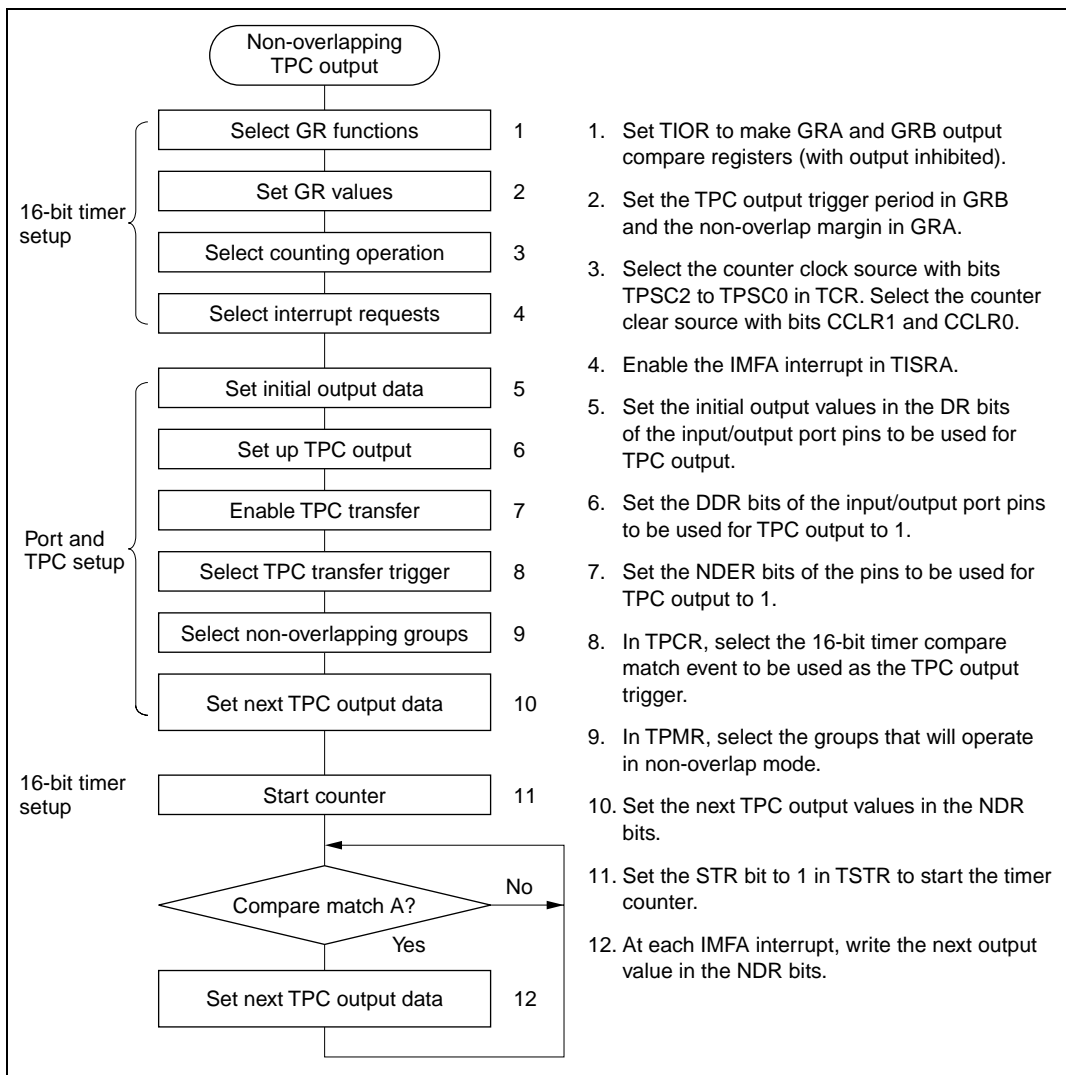 Non-overlapping
TPC output
16-bit timer
setup
Select GR functions 1
Set GR values 2
Select counting operation 3
Select interrupt requests 4
Port and
TPC setup
Set initial output data 5
Set up TPC output 6
Enable TPC transfer 7
Select TPC transfer trigger 8
Select non-overlapping groups 9
Set next TPC output data 10
16-bit timer
setup
Start counter 11
Compare match A?
No
Yes
Set next TPC output data 12
1. Set TIOR to make GRA and GRB output
compare registers (with output inhibited).
2. Set the TPC output trigger period in GRB
and the non-overlap margin in GRA.
3. Select the counter clock source with bits
TPSC2 to TPSC0 in TCR. Select the counter
clear source with bits CCLR1 and CCLR0.
4. Enable the IMFA interrupt in TISRA.
5. Set the initial output values in the DR bits
of the input/output port pins to be used for
TPC output.
6. Set the DDR bits of the input/output port pins
to be used for TPC output to 1.
7. Set the NDER bits of the pins to be used for
TPC output to 1.
8. In TPCR, select the 16-bit timer compare
match event to be used as the TPC output
trigger.
9. In TPMR, select the groups that will operate
in non-overlap mode.
10. Set the next TPC output values in the NDR
bits.
11. Set the STR bit to 1 in TSTR to start the timer
counter.
12. At each IMFA interrupt, write the next output
value in the NDR bits.